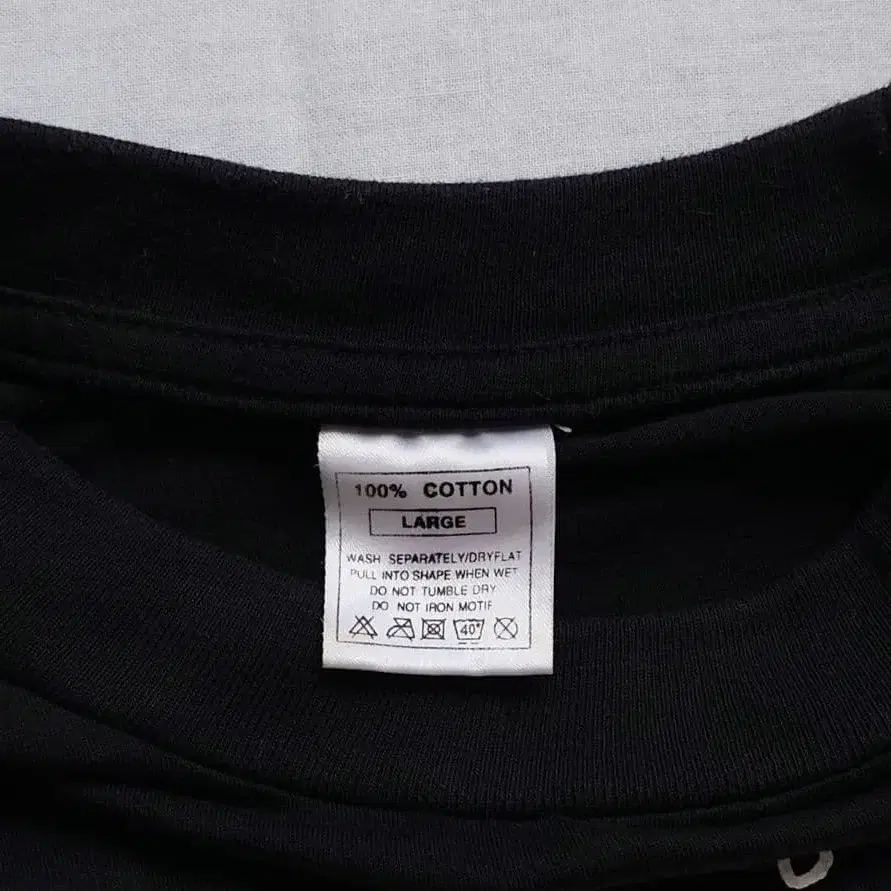 100% COTTON
LARGE
WASH SEPARATELY/DRYFLAT
PULL INTO SHAPE WHEN WET
DO NOT TUMBLE DRY
DO NOT IRON MOTIF
40°